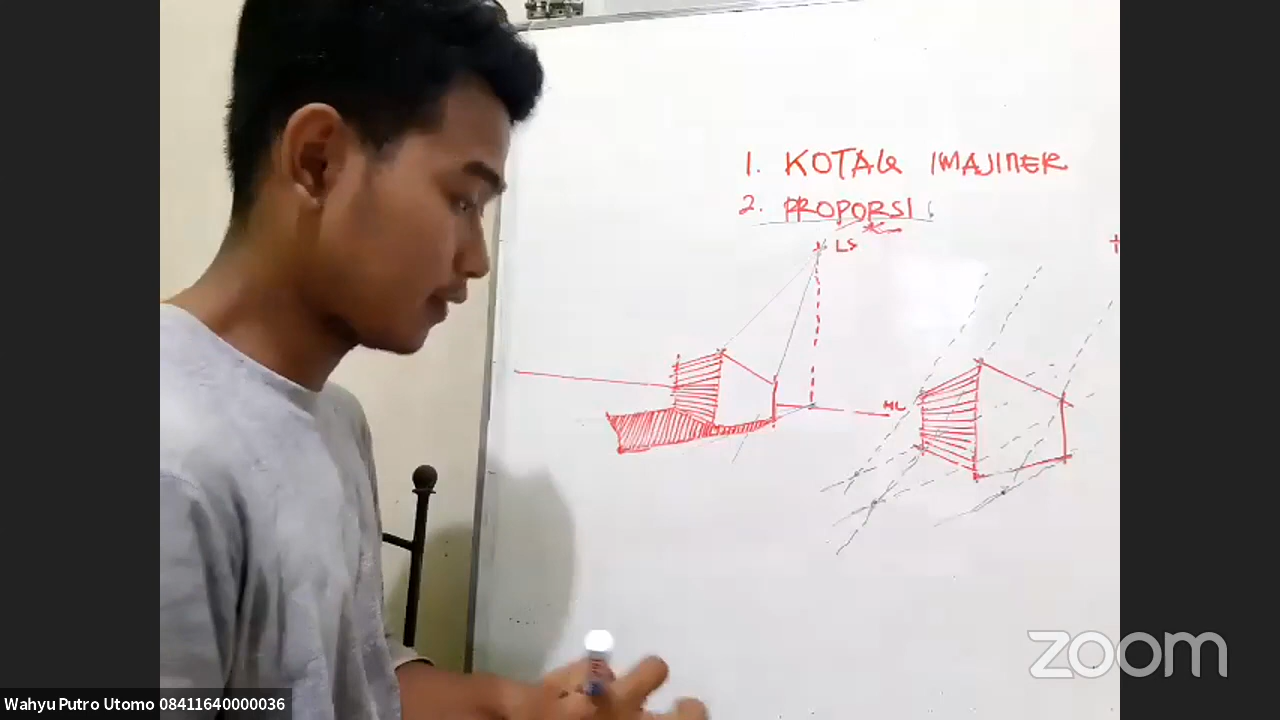 1. KOTAK IMAJINER
2. PROPORSI
LS
HL
zoom
Wahyu Putro Utomo 08411640000036